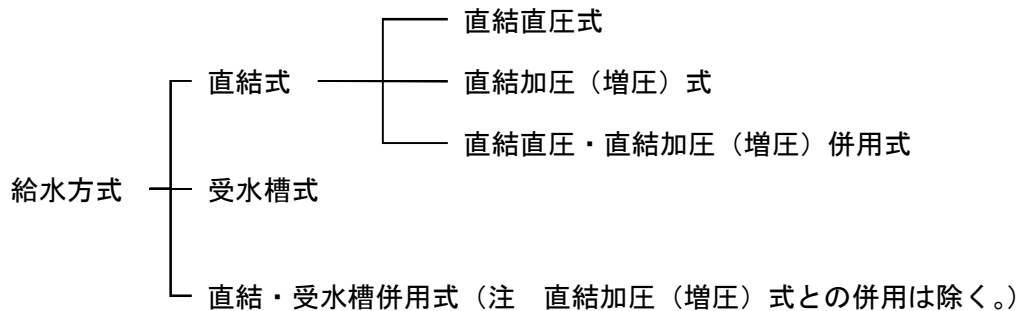 直結直圧式
直結式
直結加圧（増圧）式
直結直圧・直結加圧（増圧）併用式
給水方式
受水槽式
直結・受水槽併用式（注　直結加圧（増圧）式との併用は除く。）